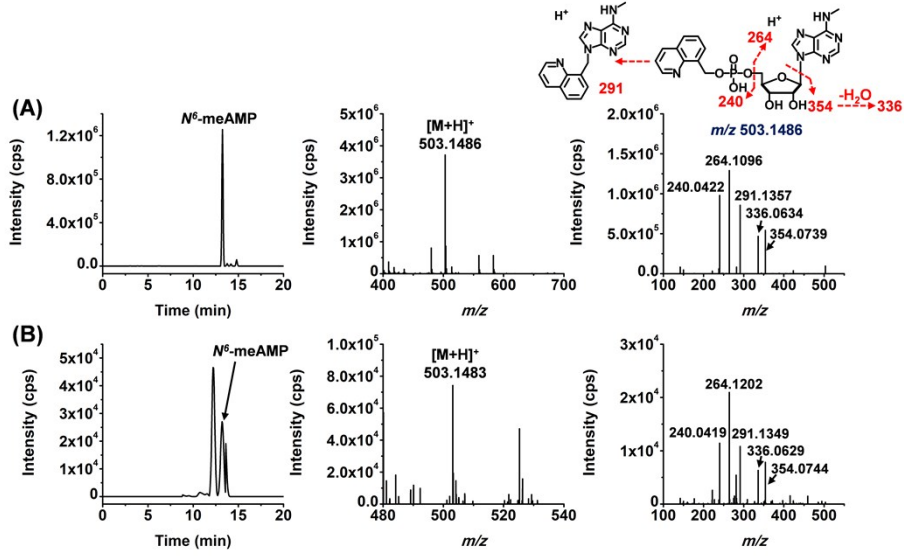 H⁺
HN
N
N
N
N
N
291
264
H⁺
HN
N
N
N
N
N
O
O
P
O
OH
O
240
OH
OH
354
-H₂O
336
(A)
Intensity (cps)
1.2x10⁶
8.0x10⁵
4.0x10⁵
0.0
N⁶-meAMP
0
5
10
15
20
Time (min)
Intensity (cps)
5x10⁶
4x10⁶
3x10⁶
2x10⁶
1x10⁶
0
[M+H]⁺
503.1486
400
500
600
700
m/z
Intensity (cps)
2.0x10⁶
1.5x10⁶
1.0x10⁶
5.0x10⁵
0.0
m/z 503.1486
264.1096
240.0422
291.1357
336.0634
354.0739
100
200
300
400
500
m/z
(B)
Intensity (cps)
5x10⁴
4x10⁴
3x10⁴
2x10⁴
1x10⁴
0
N⁶-meAMP
0
5
10
15
20
Time (min)
Intensity (cps)
1.0x10⁵
8.0x10⁴
6.0x10⁴
4.0x10⁴
2.0x10⁴
0.0
[M+H]⁺
503.1483
480
500
520
540
m/z
Intensity (cps)
3x10⁴
2x10⁴
1x10⁴
0
264.1202
240.0419
291.1349
336.0629
354.0744
100
200
300
400
500
m/z